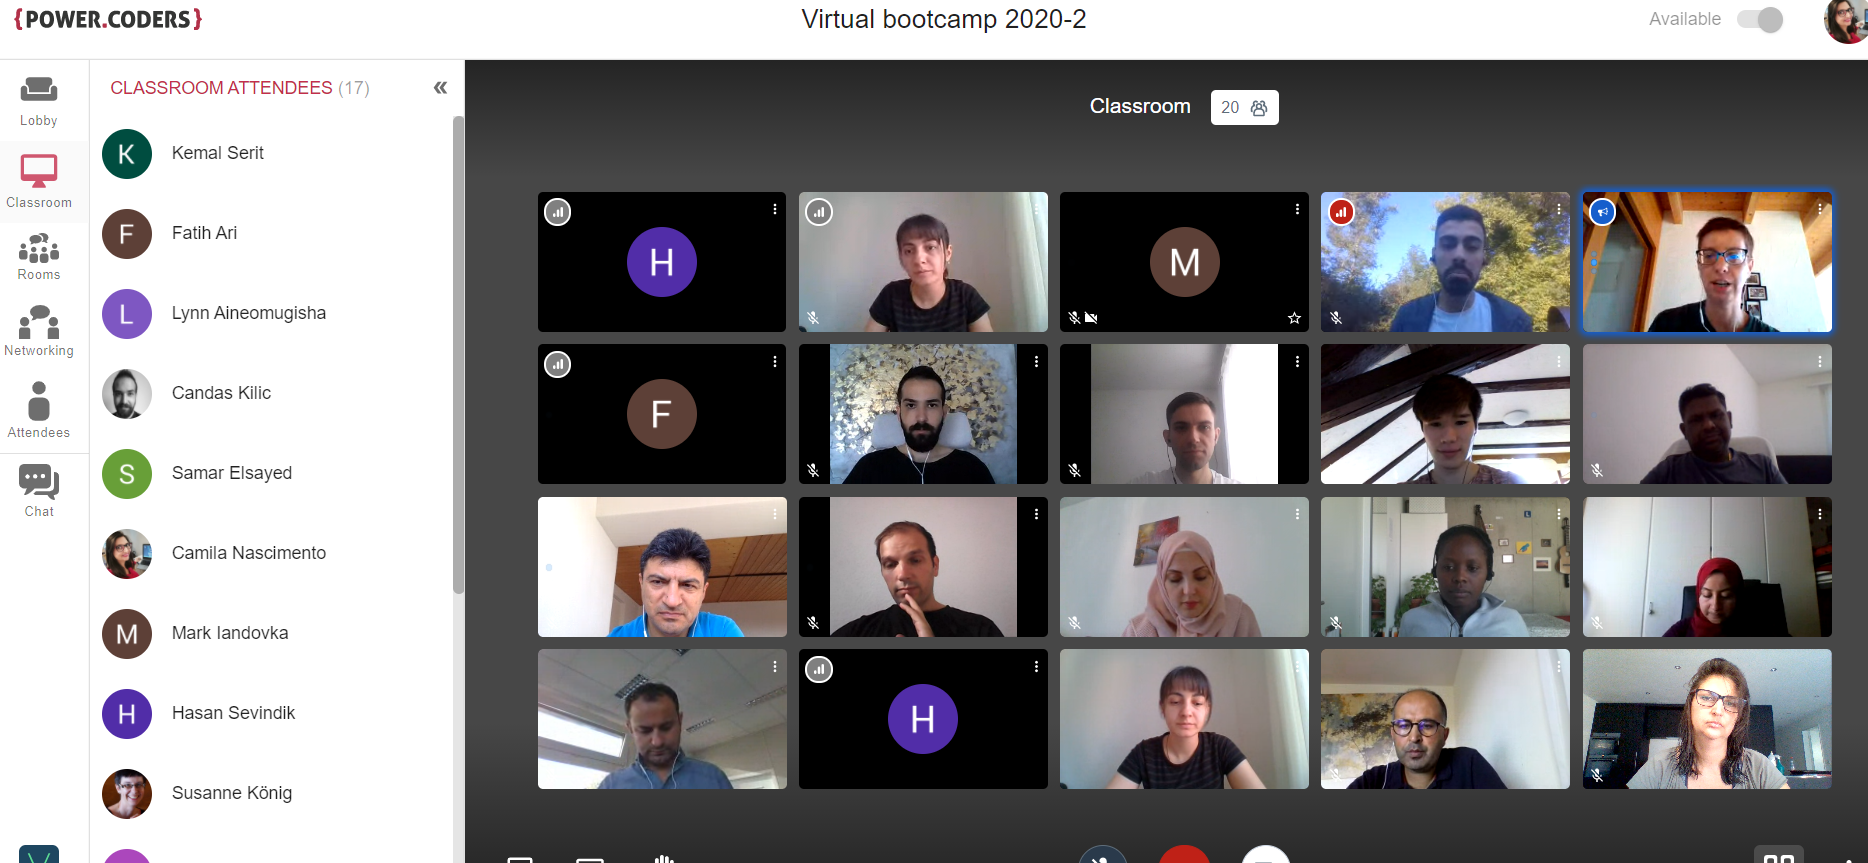 {POWER.CODERS}
Virtual bootcamp 2020-2
Available
Lobby
Classroom
Rooms
Networking
Attendees
Chat
CLASSROOM ATTENDEES (17)
K Kemal Serit
F Fatih Ari
L Lynn Aineomugisha
Candas Kilic
S Samar Elsayed
Camila Nascimento
M Mark Iandovka
H Hasan Sevindik
Susanne König
Classroom 20
H
M
F
H